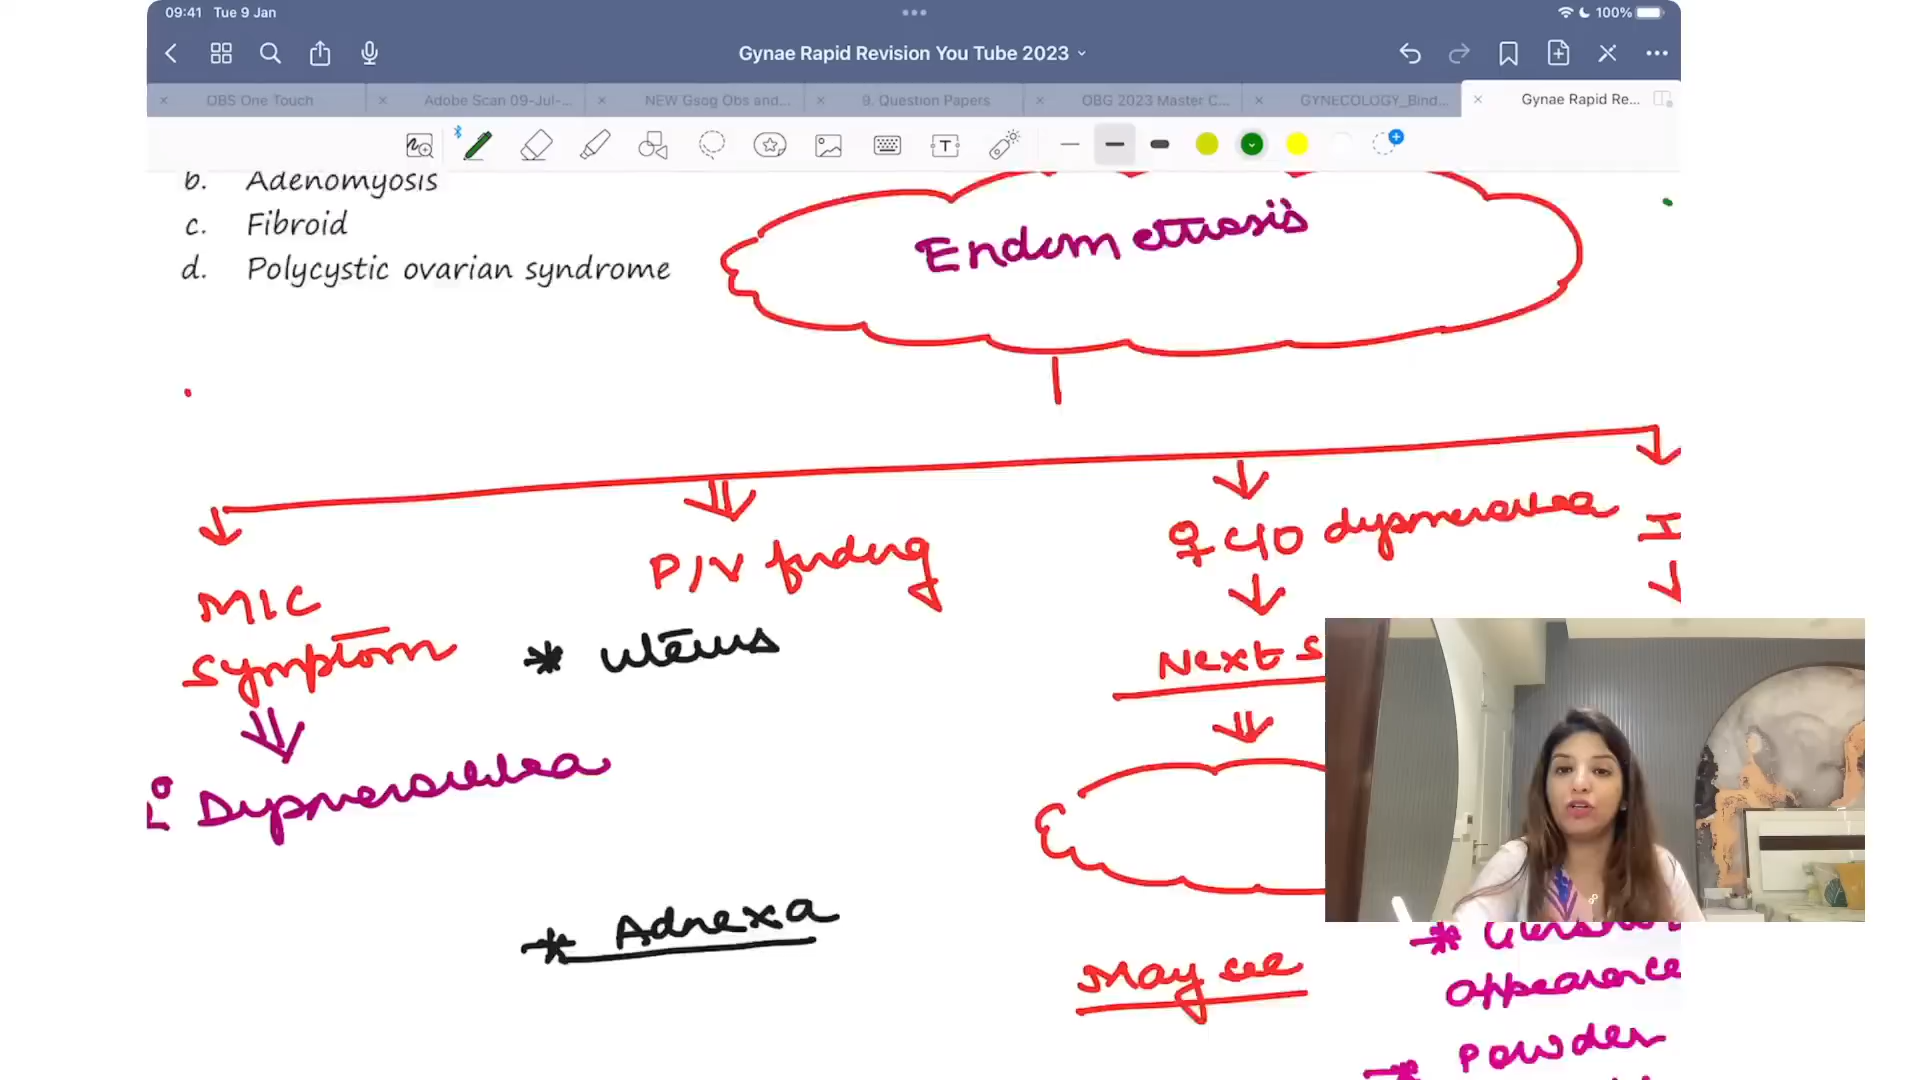 09:41 Tue 9 Jan
100%
Gynae Rapid Revision You Tube 2023
OBS One Touch
Adobe Scan 09-Jul-...
NEW Gsog Obs and...
9. Question Papers
OBG 2023 Master C...
GYNECOLOGY_Bind...
Gynae Rapid Re...
b. Adenomyosis
c. Fibroid
d. Polycystic ovarian syndrome
Endometriosis
MIC
symptom
P/V finding
♀ C/O dysmenorrhea
* Uterus
Next S
Dysmenorrhea
* Adnexa
May see
appearance
Powder